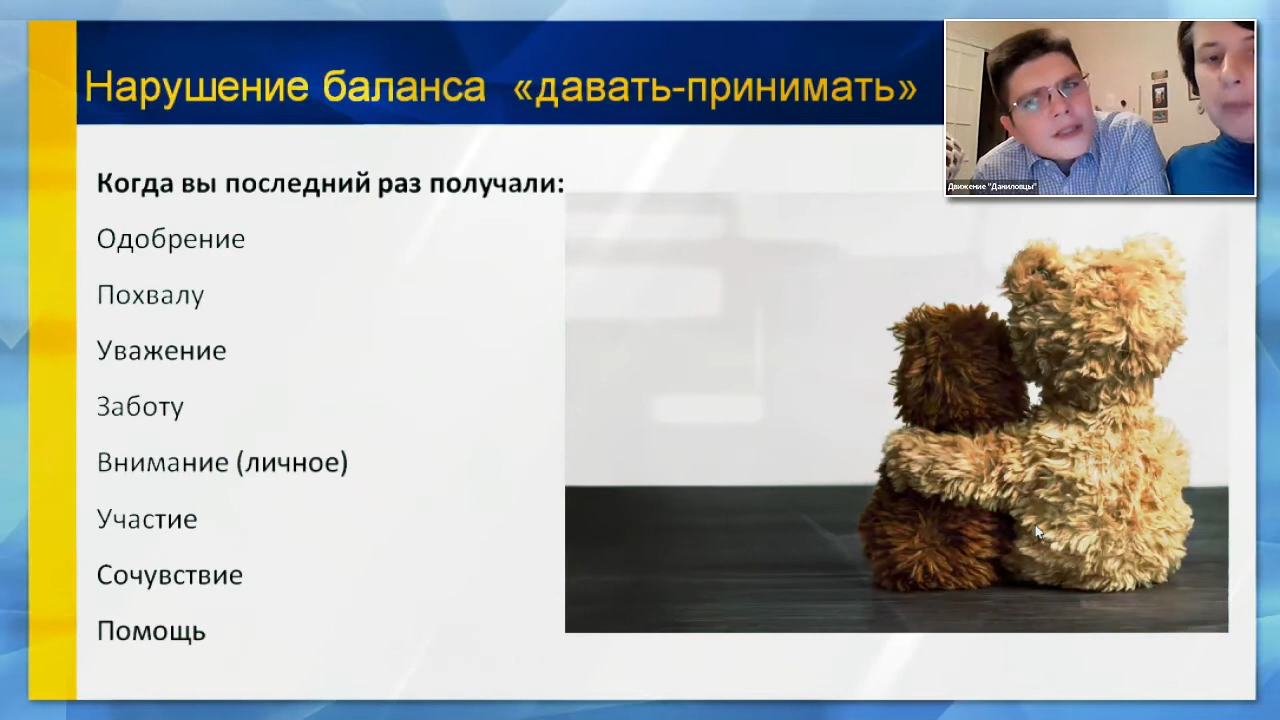 Нарушение баланса «давать-принимать»
Движение "Даниловцы"
Когда вы последний раз получали:
Одобрение
Похвалу
Уважение
Заботу
Внимание (личное)
Участие
Сочувствие
Помощь